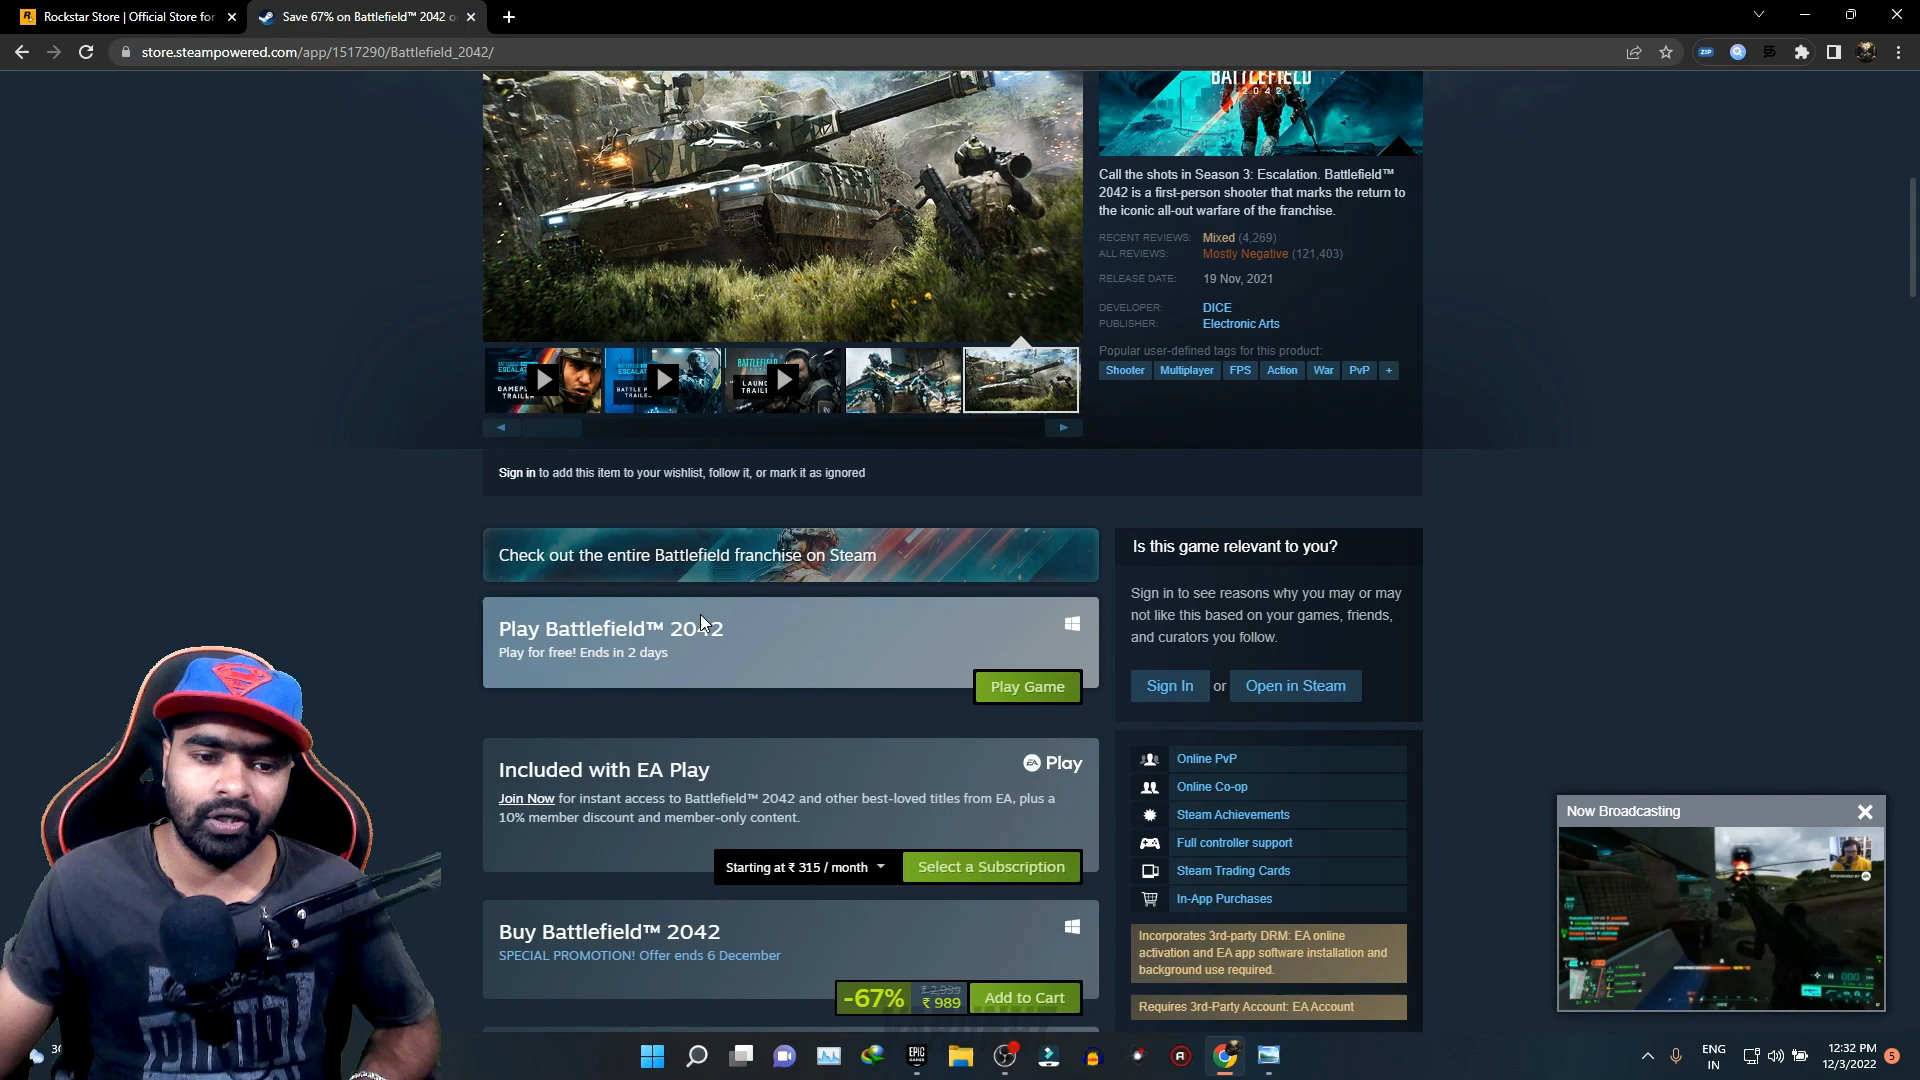 Rockstar Store | Official Store for
Save 67% on Battlefield™ 2042 o
store.steampowered.com/app/1517290/Battlefield_2042/
ZIP
BATTLEFIELD
2042
Call the shots in Season 3: Escalation. Battlefield™
2042 is a first-person shooter that marks the return to
the iconic all-out warfare of the franchise.
RECENT REVIEWS: Mixed (4,269)
ALL REVIEWS: Mostly Negative (121,403)
RELEASE DATE: 19 Nov, 2021
DEVELOPER: DICE
PUBLISHER: Electronic Arts
Popular user-defined tags for this product:
Shooter Multiplayer FPS Action War PvP +
Sign in to add this item to your wishlist, follow it, or mark it as ignored
Check out the entire Battlefield franchise on Steam
Play Battlefield™ 2042
Play for free! Ends in 2 days
Play Game
Included with EA Play
EA Play
Join Now for instant access to Battlefield™ 2042 and other best-loved titles from EA, plus a
10% member discount and member-only content.
Starting at ₹ 315 / month
Select a Subscription
Buy Battlefield™ 2042
SPECIAL PROMOTION! Offer ends 6 December
-67% ₹ 2,999
₹ 989
Add to Cart
Is this game relevant to you?
Sign in to see reasons why you may or may
not like this based on your games, friends,
and curators you follow.
Sign In or Open in Steam
Online PvP
Online Co-op
Steam Achievements
Full controller support
Steam Trading Cards
In-App Purchases
Incorporates 3rd-party DRM: EA online
activation and EA app software installation and
background use required.
Requires 3rd-Party Account: EA Account
Now Broadcasting
EPIC
ENG
IN
12:32 PM
12/3/2022
5